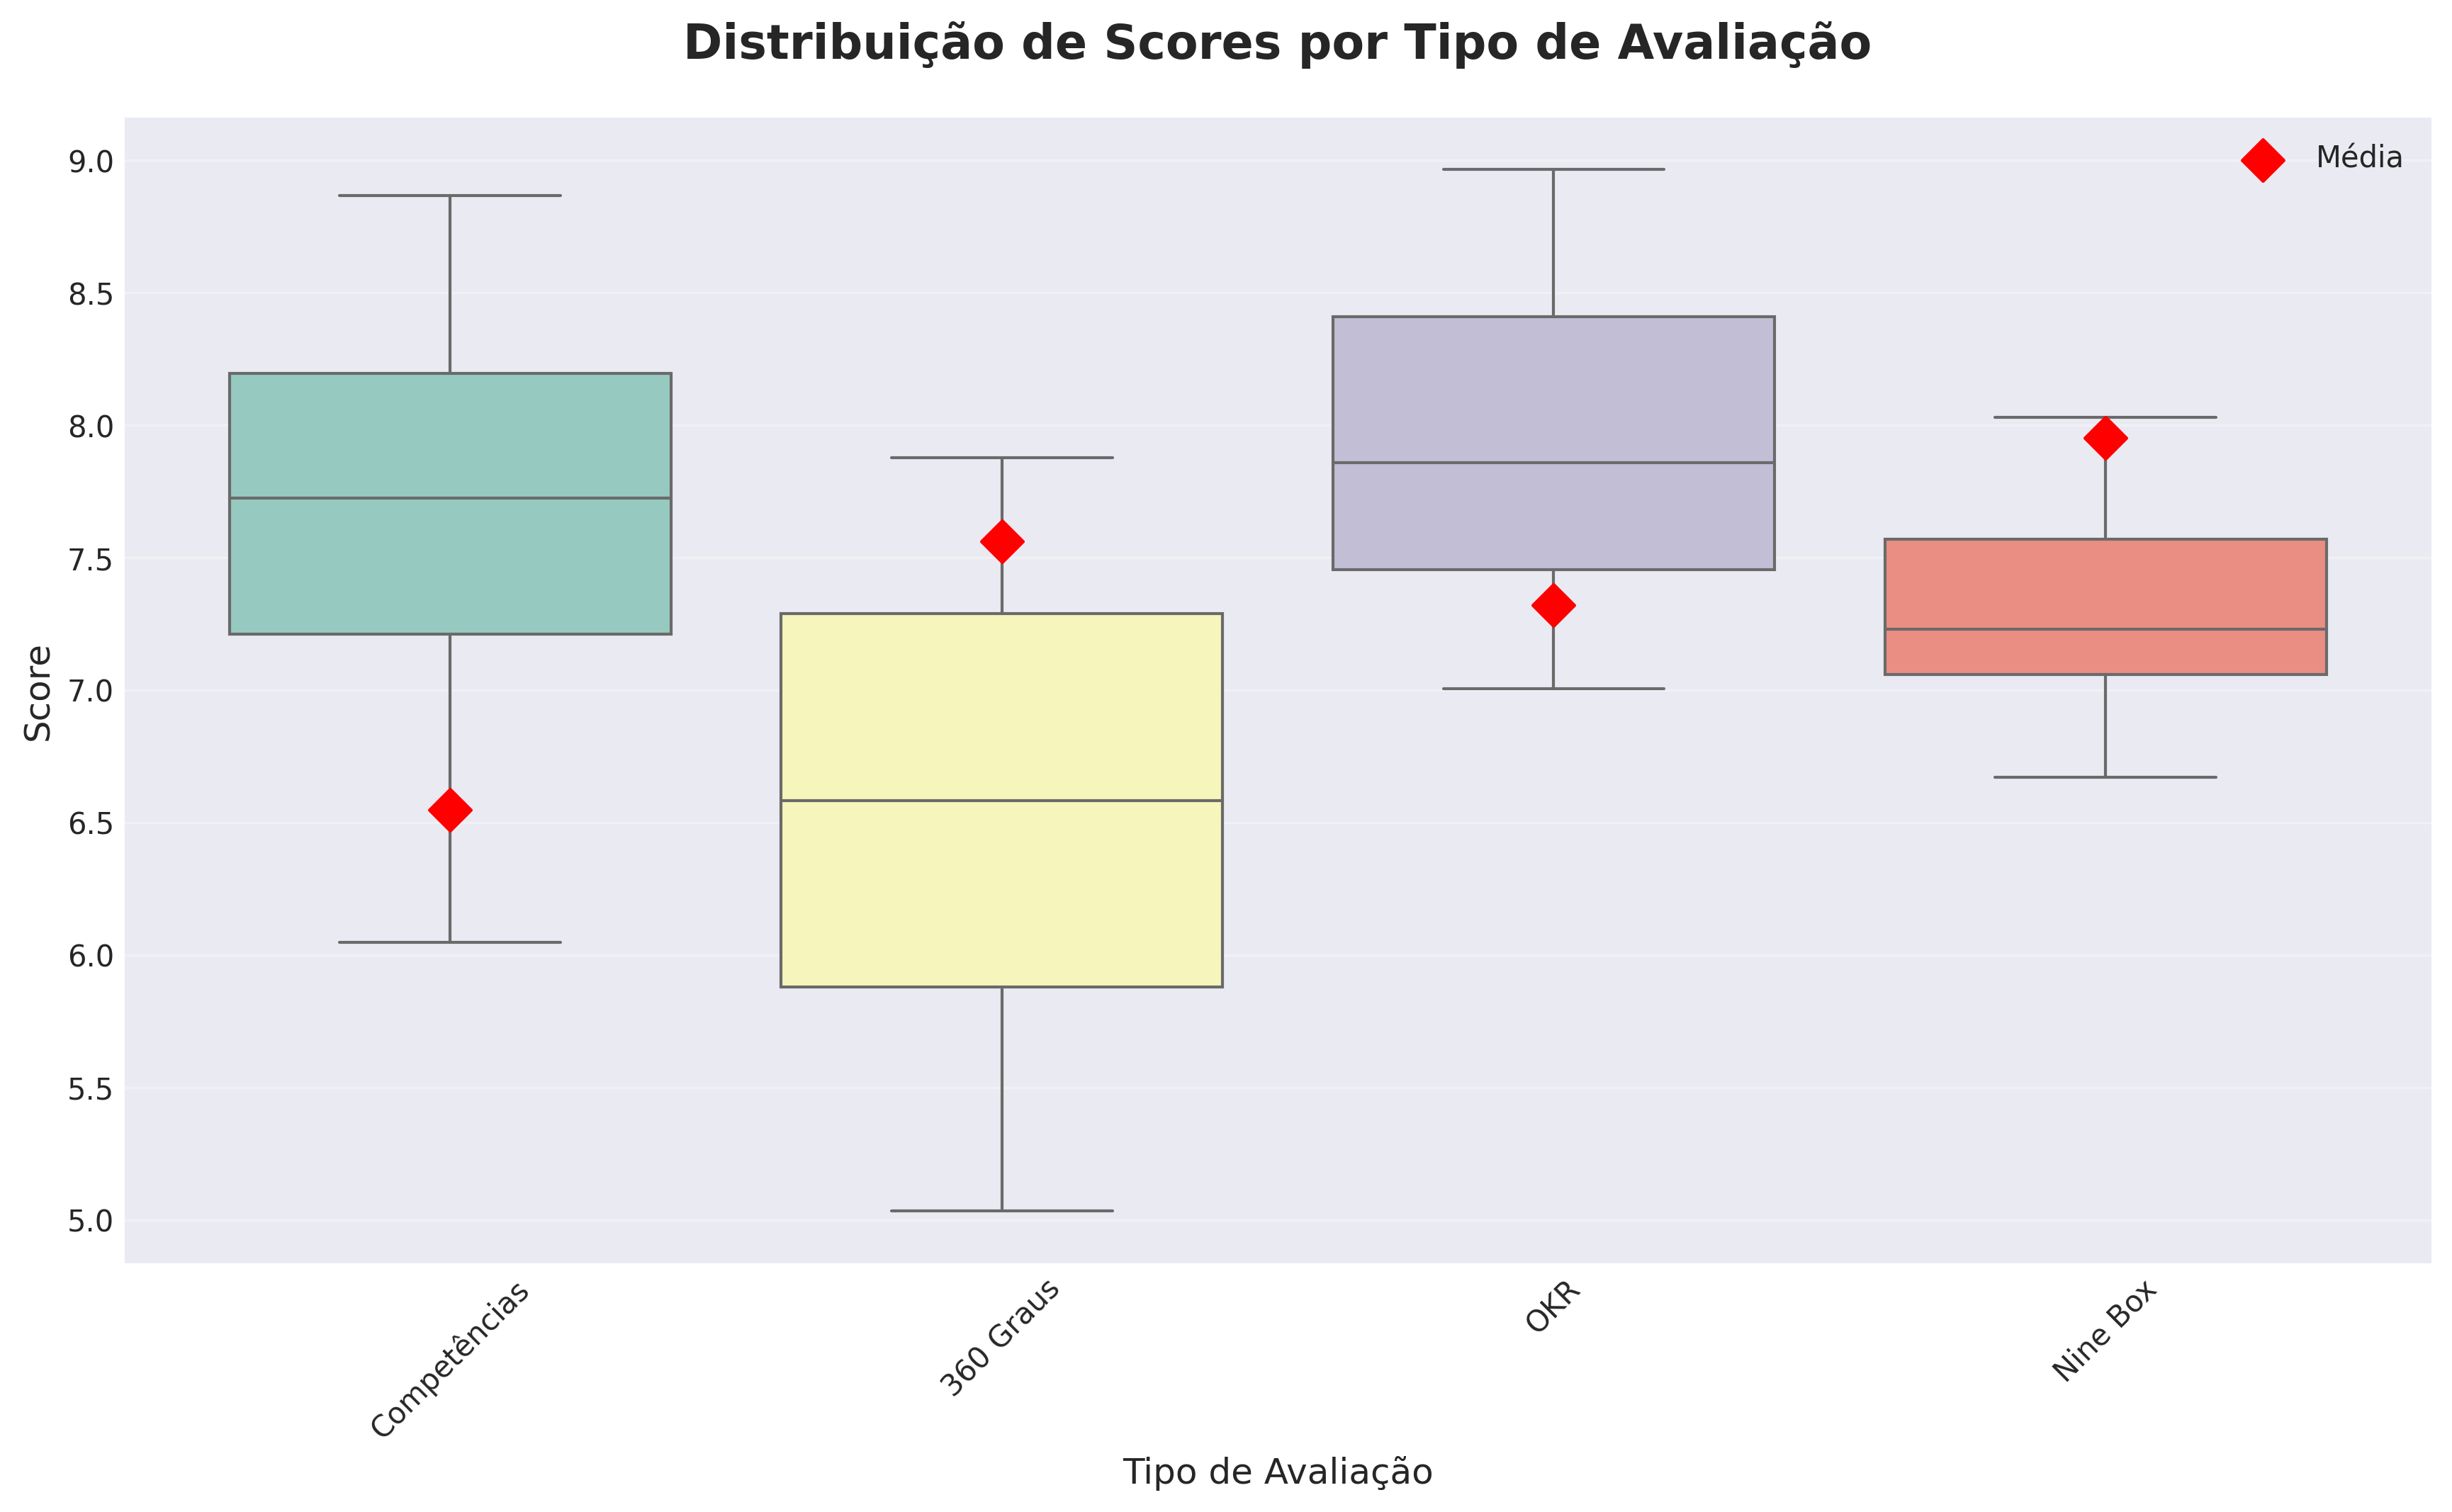 Distribuição de Scores por Tipo de Avaliação
Média
Score
9.0
8.5
8.0
7.5
7.0
6.5
6.0
5.5
5.0
Competências
360 Graus
OKR
Nine Box
Tipo de Avaliação